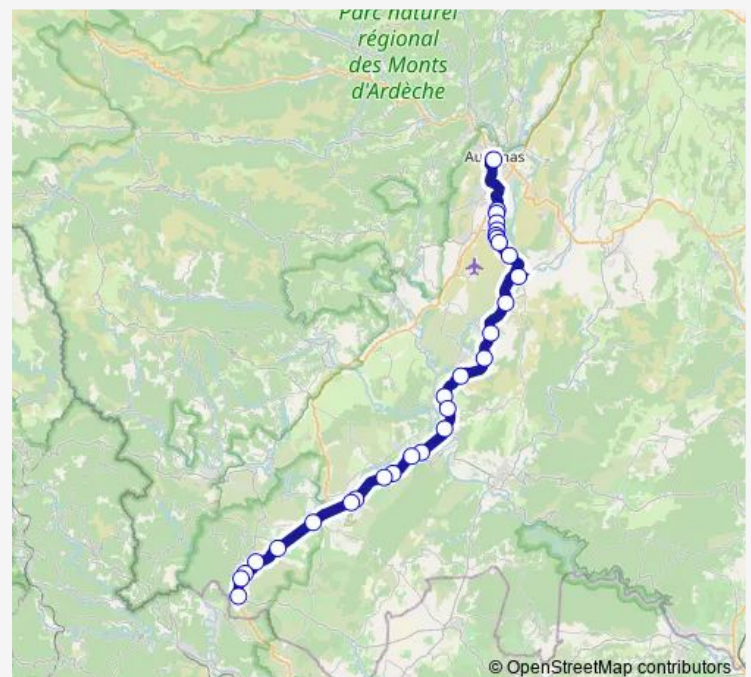 Parc naturel
régional
des Monts
d'Ardèche
© OpenStreetMap contributors